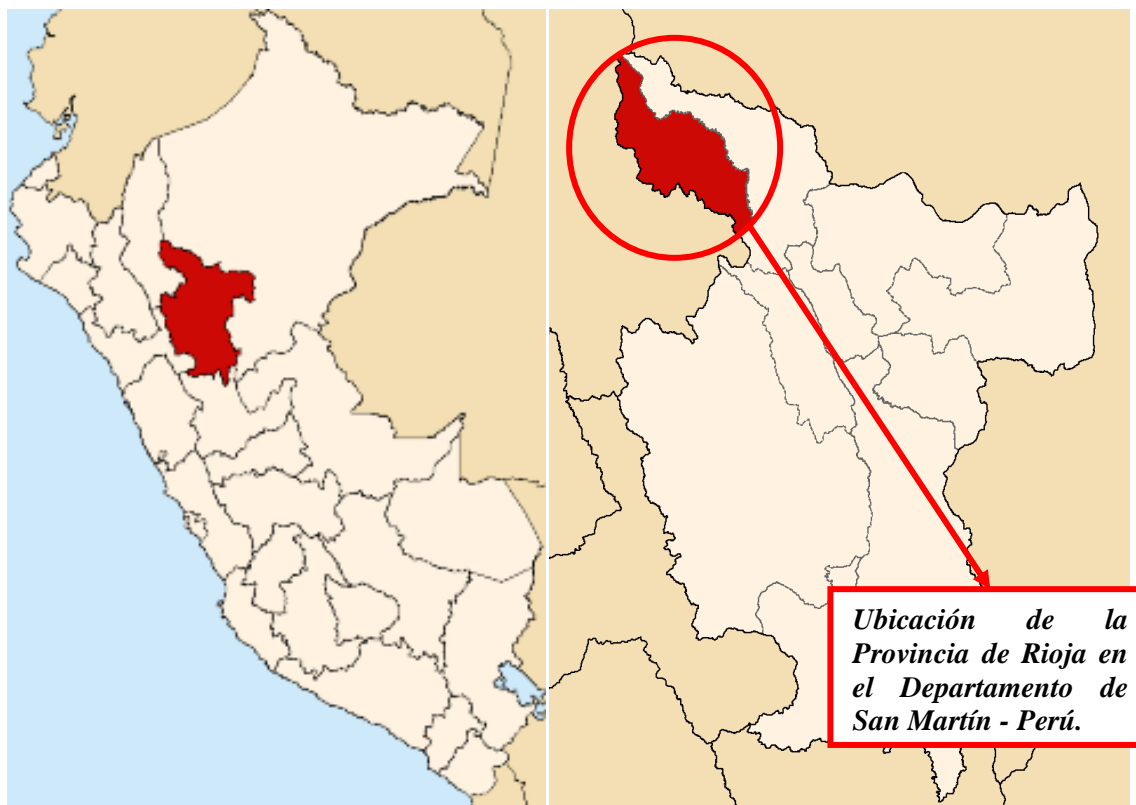 Ubicación de la
Provincia de Rioja en
el Departamento de
San Martín - Perú.